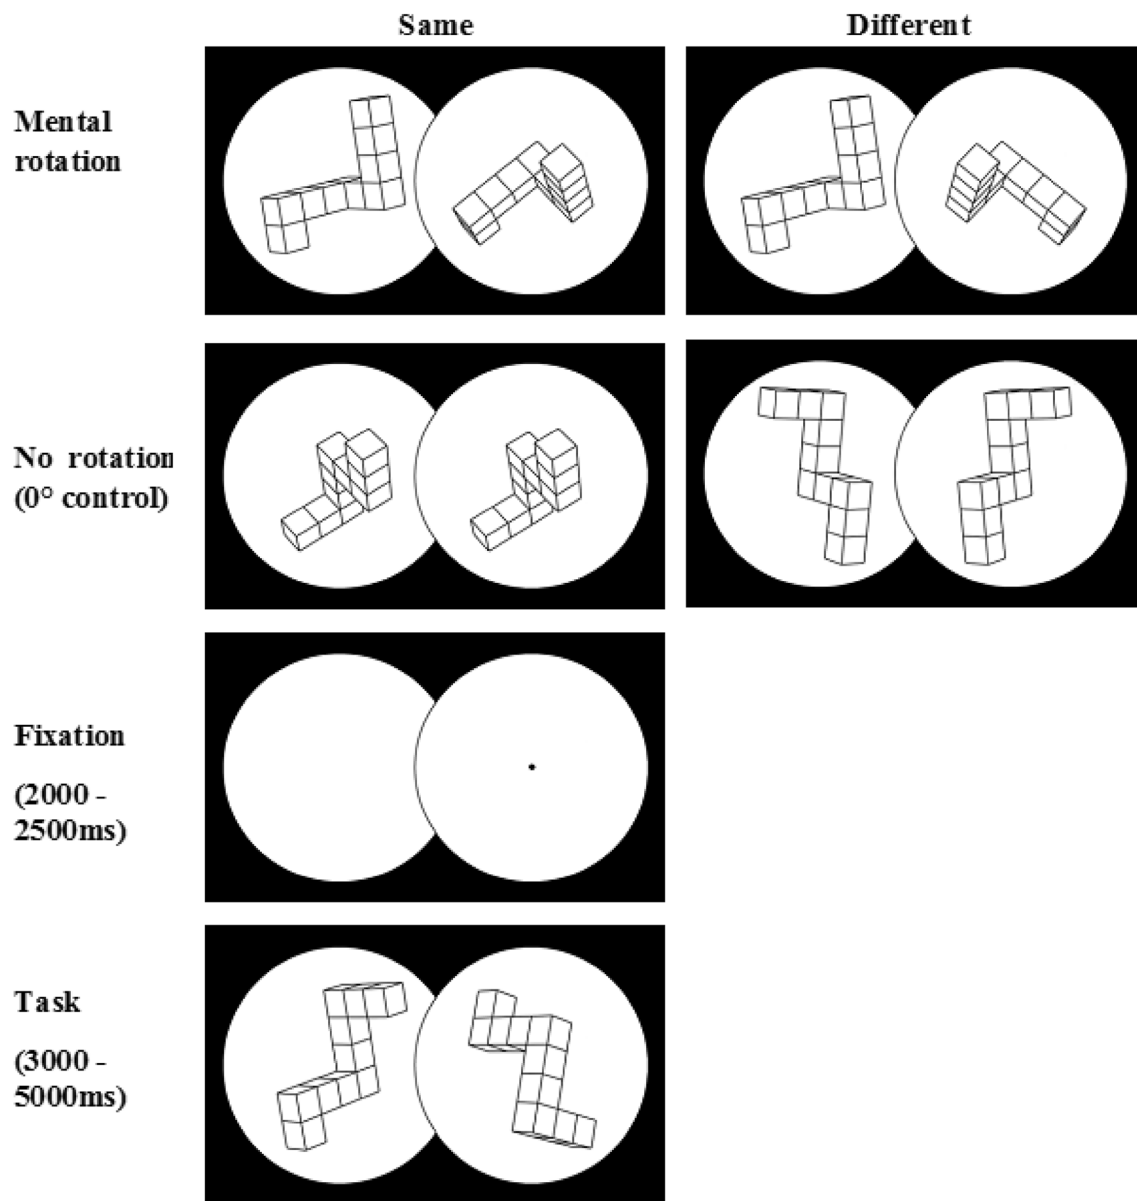 Same
Different
Mental
rotation
No rotation
(0° control)
Fixation
(2000 -
2500ms)
Task
(3000 -
5000ms)